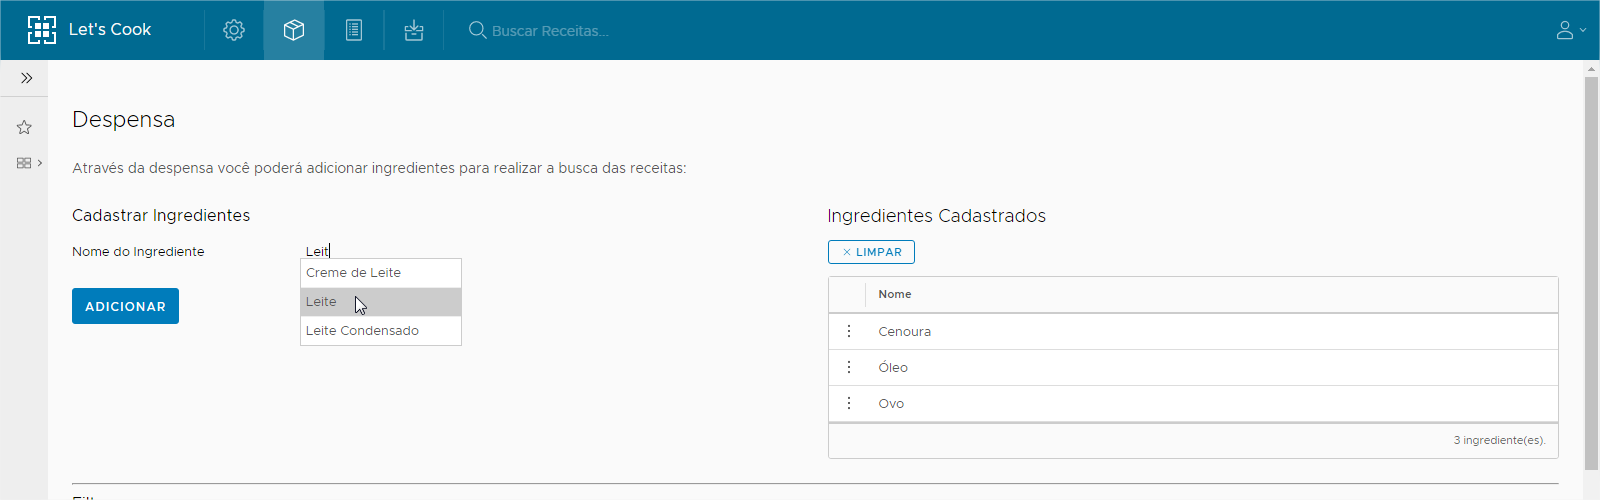 Let's Cook
Buscar Receitas...
Despensa
Através da despensa você poderá adicionar ingredientes para realizar a busca das receitas:
Cadastrar Ingredientes
Nome do Ingrediente
Leit
Creme de Leite
Leite
Leite Condensado
ADICIONAR
Ingredientes Cadastrados
× LIMPAR
Nome
Cenoura
Óleo
Ovo
3 ingrediente(es).